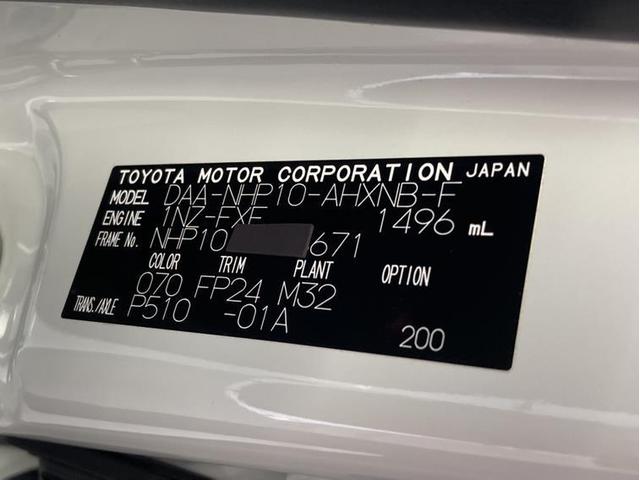 TOYOTA MOTOR CORPORATION JAPAN
MODEL DAA-NHP10-AHXNB-F
ENGINE 1NZ-FXE 1496 mL
FRAME No. NHP10 671
COLOR TRIM PLANT OPTION
070 FP24 M32
TRANS./AXLE P510 -01A
200